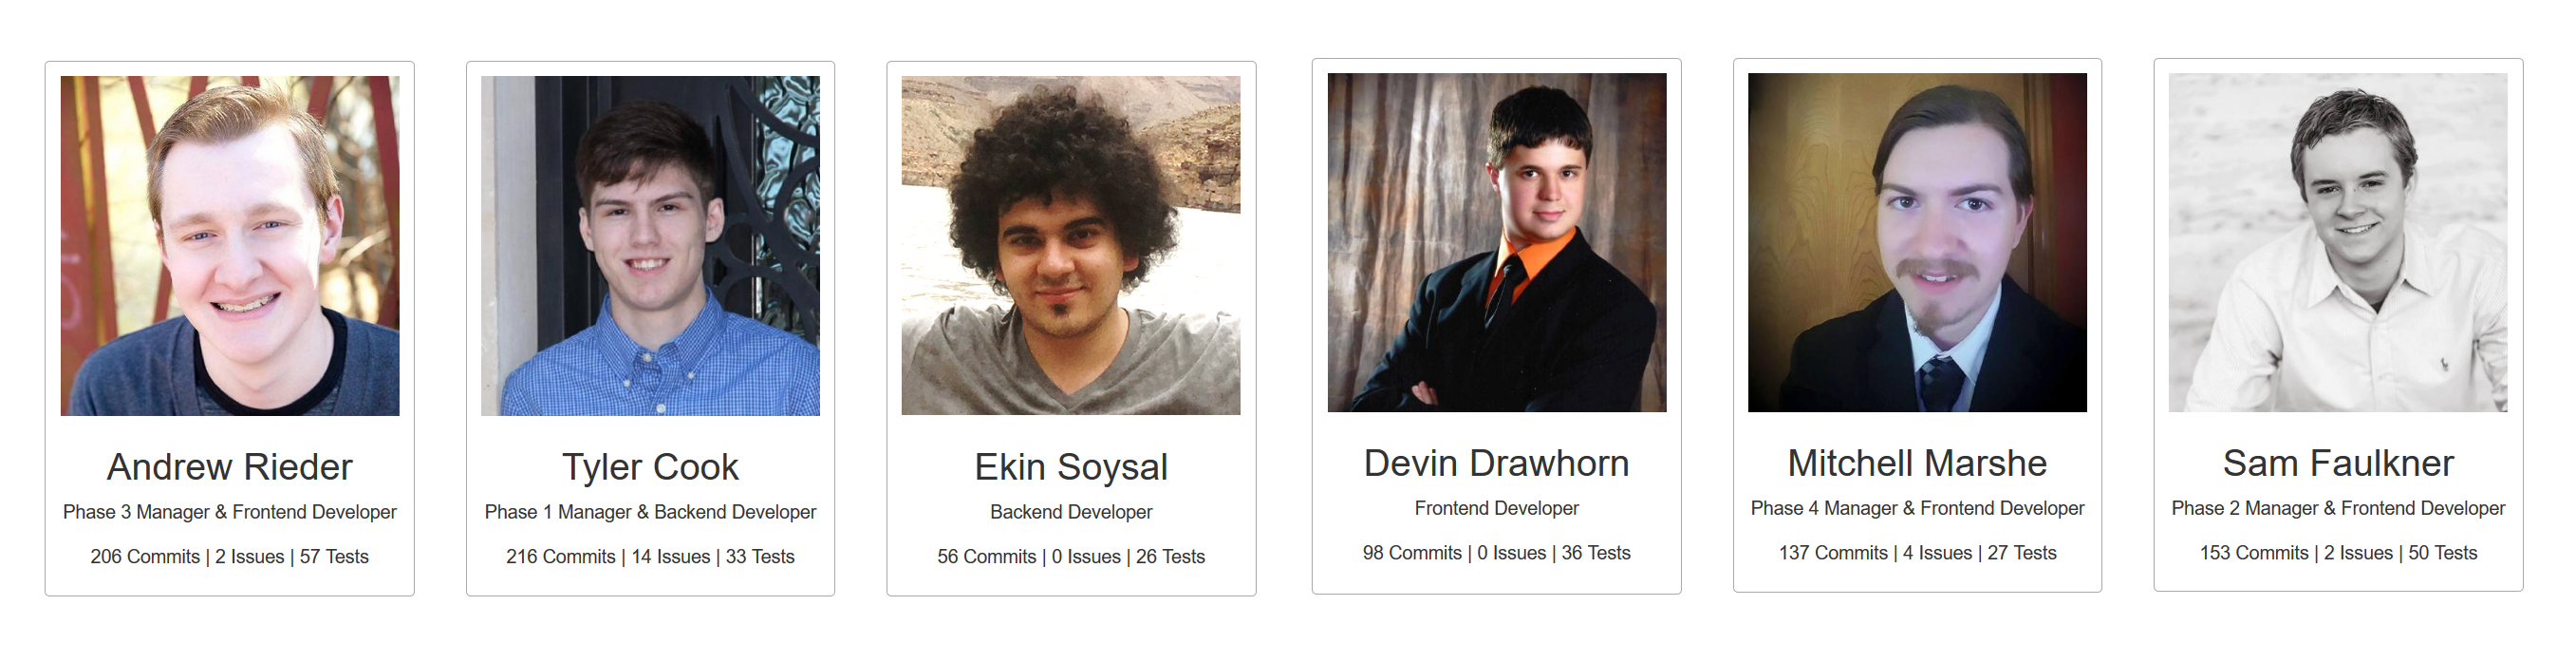 Andrew Rieder
Phase 3 Manager & Frontend Developer
206 Commits | 2 Issues | 57 Tests
Tyler Cook
Phase 1 Manager & Backend Developer
216 Commits | 14 Issues | 33 Tests
Ekin Soysal
Backend Developer
56 Commits | 0 Issues | 26 Tests
Devin Drawhorn
Frontend Developer
98 Commits | 0 Issues | 36 Tests
Mitchell Marshe
Phase 4 Manager & Frontend Developer
137 Commits | 4 Issues | 27 Tests
Sam Faulkner
Phase 2 Manager & Frontend Developer
153 Commits | 2 Issues | 50 Tests